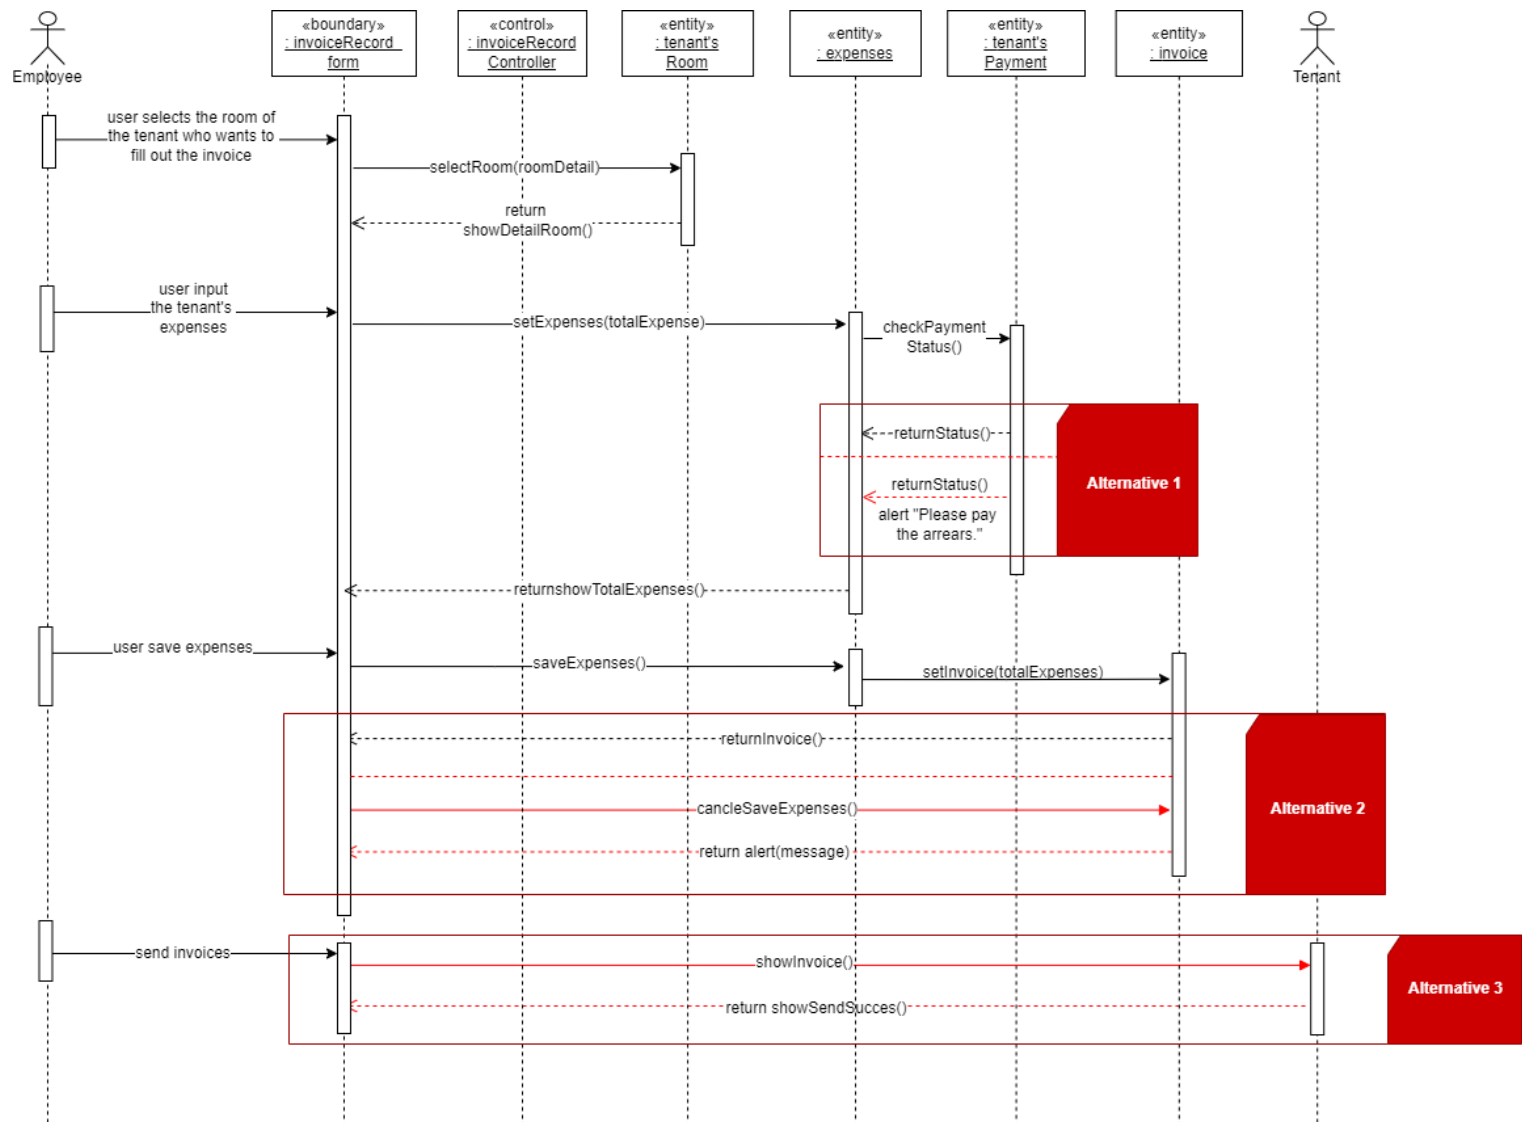 «boundary»
: invoiceRecord
form
«control»
: invoiceRecord
Controller
«entity»
: tenant's
Room
«entity»
: expenses
«entity»
: tenant's
Payment
«entity»
: invoice
Employee
Tenant
user selects the room of
the tenant who wants to
fill out the invoice
selectRoom(roomDetail)
return
showDetailRoom()
user input
the tenant's
expenses
setExpenses(totalExpense)
checkPayment
Status()
returnStatus()
Alternative 1
returnStatus()
alert "Please pay
the arrears."
returnshowTotalExpenses()
user save expenses
saveExpenses()
setInvoice(totalExpenses)
returnInvoice()
cancleSaveExpenses()
Alternative 2
return alert(message)
send invoices
showInvoice()
Alternative 3
return showSendSucces()